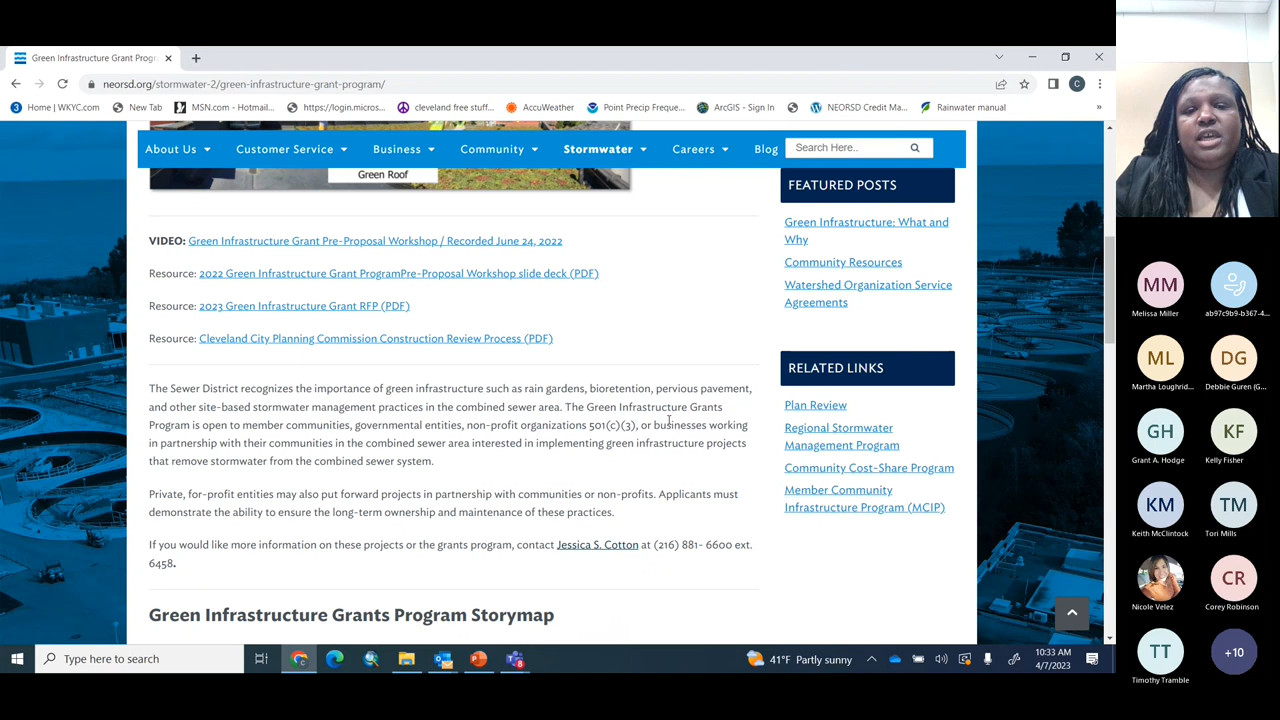 Green Infrastructure Grant Progr
neorsd.org/stormwater-2/green-infrastructure-grant-program/
C
Home | WKYC.com
New Tab
MSN.com - Hotmail...
https://login.micros...
cleveland free stuff...
AccuWeather
Point Precip Freque...
ArcGIS - Sign In
NEORSD Credit Ma...
Rainwater manual
»
About Us
Customer Service
Business
Community
Stormwater
Careers
Blog
Search Here..
Green Roof
VIDEO: Green Infrastructure Grant Pre-Proposal Workshop / Recorded June 24, 2022
Resource: 2022 Green Infrastructure Grant ProgramPre-Proposal Workshop slide deck (PDF)
Resource: 2023 Green Infrastructure Grant RFP (PDF)
Resource: Cleveland City Planning Commission Construction Review Process (PDF)
The Sewer District recognizes the importance of green infrastructure such as rain gardens, bioretention, pervious pavement,
and other site-based stormwater management practices in the combined sewer area. The Green Infrastructure Grants
Program is open to member communities, governmental entities, non-profit organizations 501(c)(3), or businesses working
in partnership with their communities in the combined sewer area interested in implementing green infrastructure projects
that remove stormwater from the combined sewer system.
Private, for-profit entities may also put forward projects in partnership with communities or non-profits. Applicants must
demonstrate the ability to ensure the long-term ownership and maintenance of these practices.
If you would like more information on these projects or the grants program, contact Jessica S. Cotton at (216) 881- 6600 ext.
6458.
Green Infrastructure Grants Program Storymap
FEATURED POSTS
Green Infrastructure: What and
Why
Community Resources
Watershed Organization Service
Agreements
RELATED LINKS
Plan Review
Regional Stormwater
Management Program
Community Cost-Share Program
Member Community
Infrastructure Program (MCIP)
Type here to search
41°F Partly sunny
10:33 AM
4/7/2023
MM
Melissa Miller
ab97c9b9-b367-4...
ML
Martha Loughrid...
DG
Debbie Guren (G...
GH
Grant A. Hodge
KF
Kelly Fisher
KM
Keith McClintock
TM
Tori Mills
Nicole Velez
CR
Corey Robinson
TT
Timothy Tramble
+10